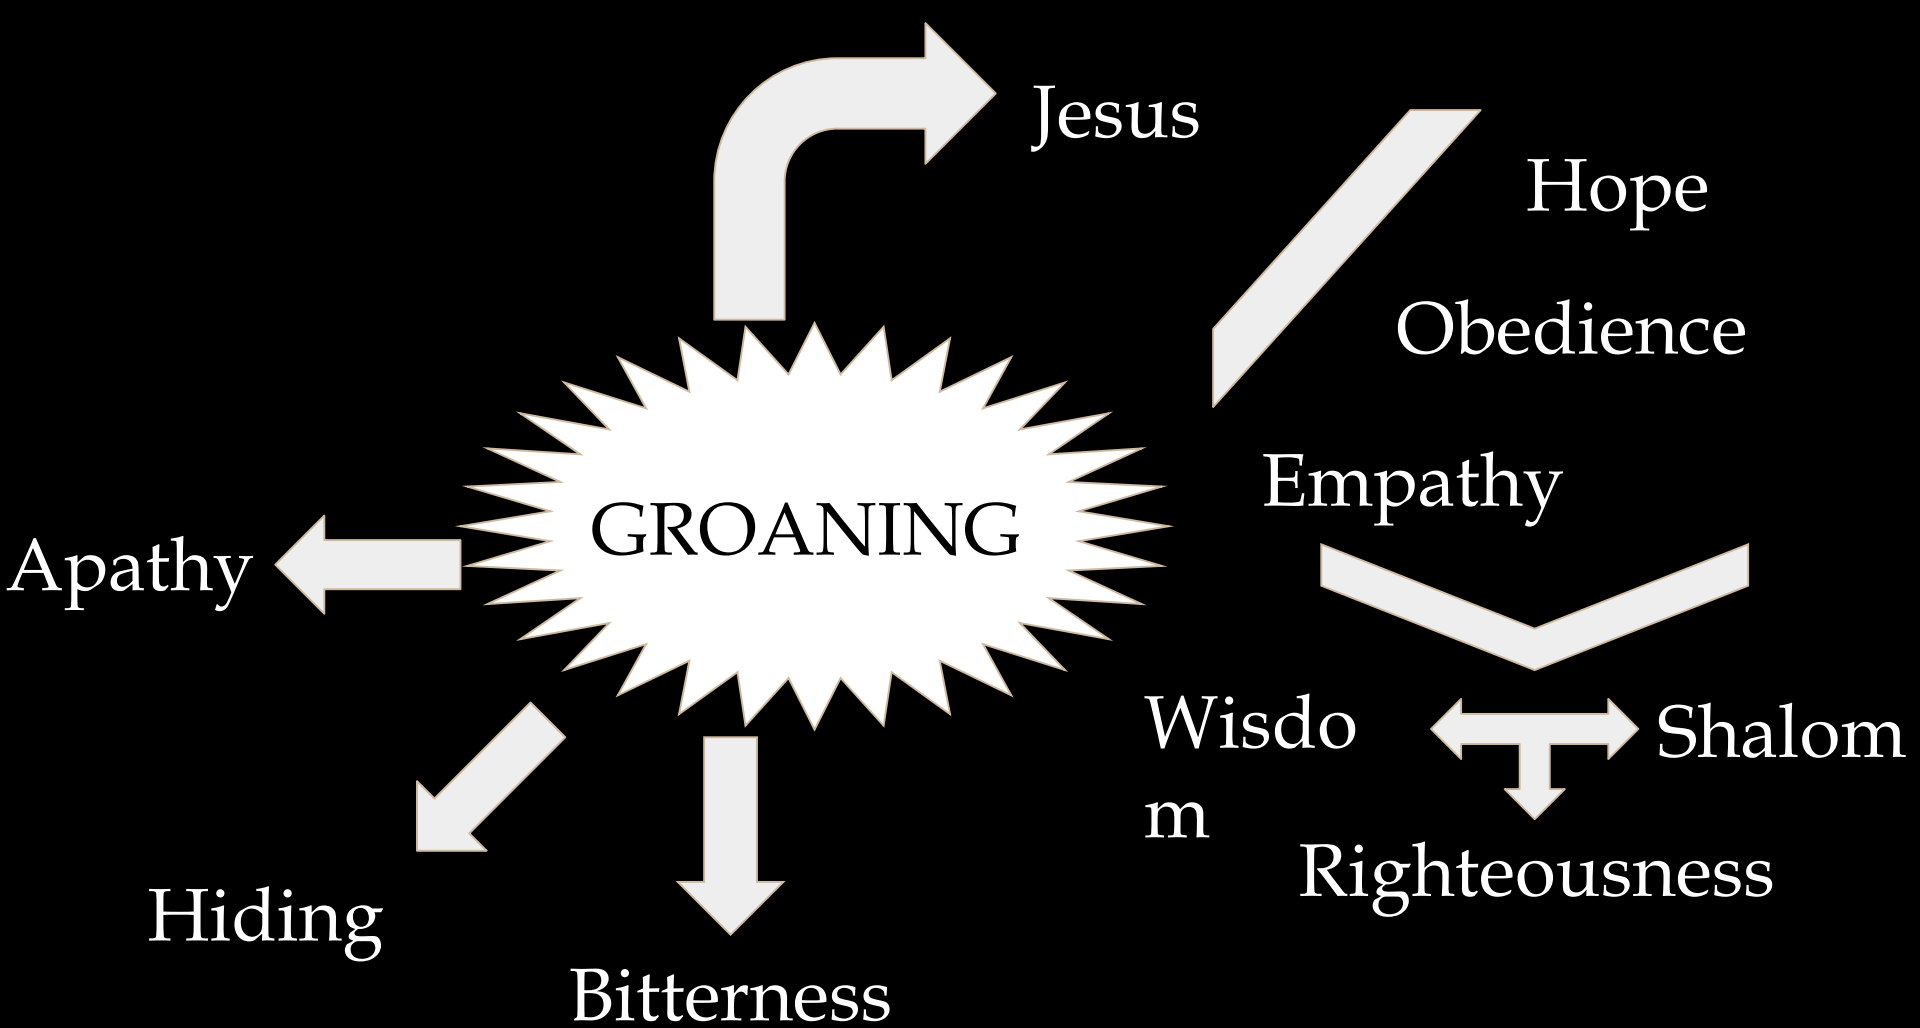 Jesus
Hope
Obedience
Empathy
GROANING
Apathy
Wisdo
m
Shalom
Righteousness
Hiding
Bitterness